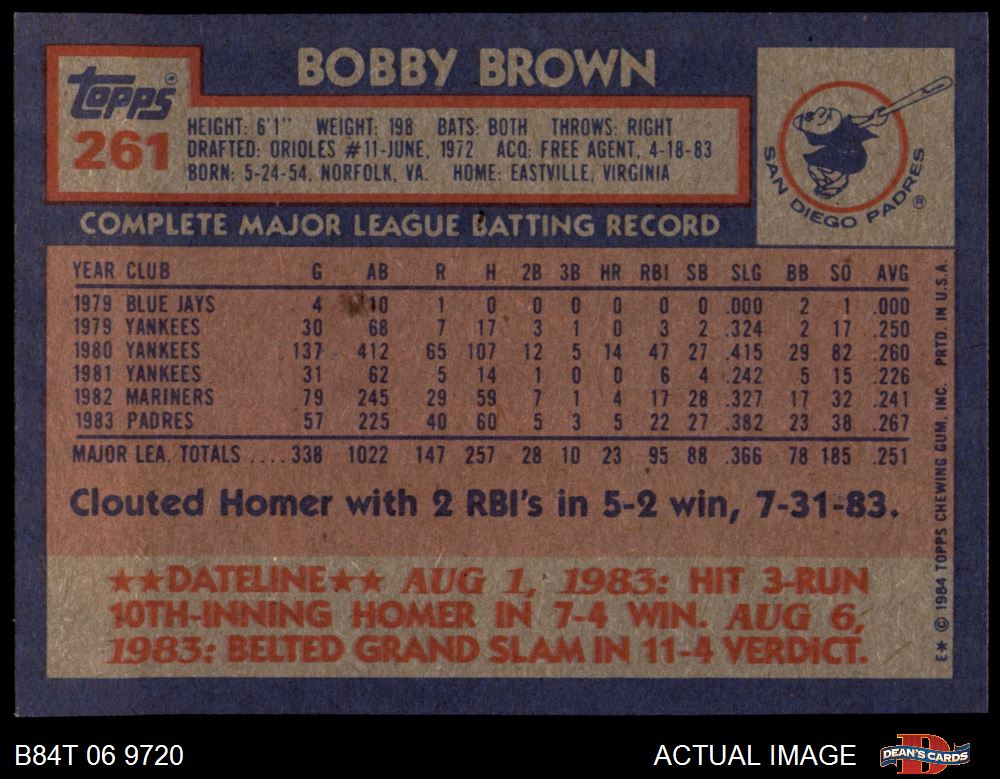 BOBBY BROWN
Topps®
261
HEIGHT: 6'1" WEIGHT: 198 BATS: BOTH THROWS: RIGHT
DRAFTED: ORIOLES #11-JUNE, 1972 ACQ: FREE AGENT, 4-18-83
BORN: 5-24-54, NORFOLK, VA. HOME: EASTVILLE, VIRGINIA
SAN DIEGO PADRES ®
COMPLETE MAJOR LEAGUE BATTING RECORD
YEAR CLUB G AB R H 2B 3B HR RBI SB SLG BB SO AVG
1979 BLUE JAYS 4 10 1 0 0 0 0 0 0 .000 2 1 .000
1979 YANKEES 30 68 7 17 3 1 0 3 2 .324 2 17 .250
1980 YANKEES 137 412 65 107 12 5 14 47 27 .415 29 82 .260
1981 YANKEES 31 62 5 14 1 0 0 6 4 .242 5 15 .226
1982 MARINERS 79 245 29 59 7 1 4 17 28 .327 17 32 .241
1983 PADRES 57 225 40 60 5 3 5 22 27 .382 23 38 .267
MAJOR LEA. TOTALS .... 338 1022 147 257 28 10 23 95 88 .366 78 185 .251
Clouted Homer with 2 RBI's in 5-2 win, 7-31-83.
★★DATELINE★★ AUG 1, 1983: HIT 3-RUN
10TH-INNING HOMER IN 7-4 WIN. AUG 6,
1983: BELTED GRAND SLAM IN 11-4 VERDICT.
E* © 1984 TOPPS CHEWING GUM, INC. PRTD. IN U.S.A.
B84T 06 9720
ACTUAL IMAGE
D
DEAN'S CARDS